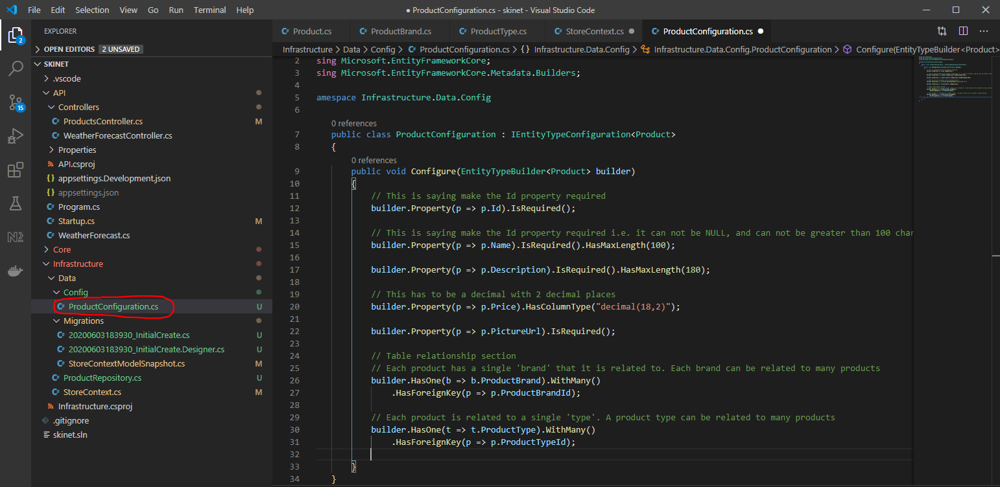 File Edit Selection View Go Run Terminal Help ● ProductConfiguration.cs - skinet - Visual Studio Code
EXPLORER
OPEN EDITORS 2 UNSAVED
SKINET
.vscode
API
Controllers
ProductsController.cs M
WeatherForecastController.cs
Properties
API.csproj
{} appsettings.Development.json
{} appsettings.json
Program.cs
Startup.cs M
WeatherForecast.cs
Core
Infrastructure
Data
Config
ProductConfiguration.cs U
Migrations
20200603183930_InitialCreate.cs U
20200603183930_InitialCreate.Designer.cs U
StoreContextModelSnapshot.cs M
ProductRepository.cs U
StoreContext.cs M
Infrastructure.csproj
.gitignore
skinet.sln
2
15
Product.cs ProductBrand.cs ProductType.cs StoreContext.cs ● ProductConfiguration.cs ●
Infrastructure > Data > Config > ProductConfiguration.cs > {} Infrastructure.Data.Config > Infrastructure.Data.Config.ProductConfiguration > Configure(EntityTypeBuilder<Product>
2 sing Microsoft.EntityFrameworkCore;
3 sing Microsoft.EntityFrameworkCore.Metadata.Builders;
4
5 amespace Infrastructure.Data.Config
6
0 references
7 public class ProductConfiguration : IEntityTypeConfiguration<Product>
8 {
0 references
9 public void Configure(EntityTypeBuilder<Product> builder)
10 {
11 // This is saying make the Id property required
12 builder.Property(p => p.Id).IsRequired();
13
14 // This is saying make the Id property required i.e. it can not be NULL, and can not be greater than 100 char
15 builder.Property(p => p.Name).IsRequired().HasMaxLength(100);
16
17 builder.Property(p => p.Description).IsRequired().HasMaxLength(180);
18
19 // This has to be a decimal with 2 decimal places
20 builder.Property(p => p.Price).HasColumnType("decimal(18,2)");
21
22 builder.Property(p => p.PictureUrl).IsRequired();
23
24 // Table relationship section
25 // Each product has a single 'brand' that it is related to. Each brand can be related to many products
26 builder.HasOne(b => b.ProductBrand).WithMany()
27 .HasForeignKey(p => p.ProductBrandId);
28
29 // Each product is related to a single 'type'. A product type can be related to many products
30 builder.HasOne(t => t.ProductType).WithMany()
31 .HasForeignKey(p => p.ProductTypeId);
32
33 }
34 }